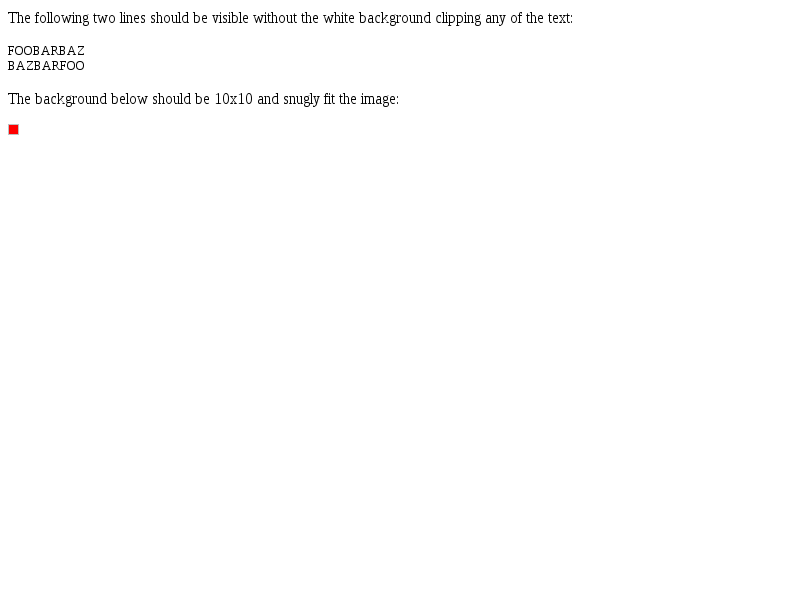 The following two lines should be visible without the white background clipping any of the text:
FOOBARBAZ
BAZBARFOO
The background below should be 10x10 and snugly fit the image: